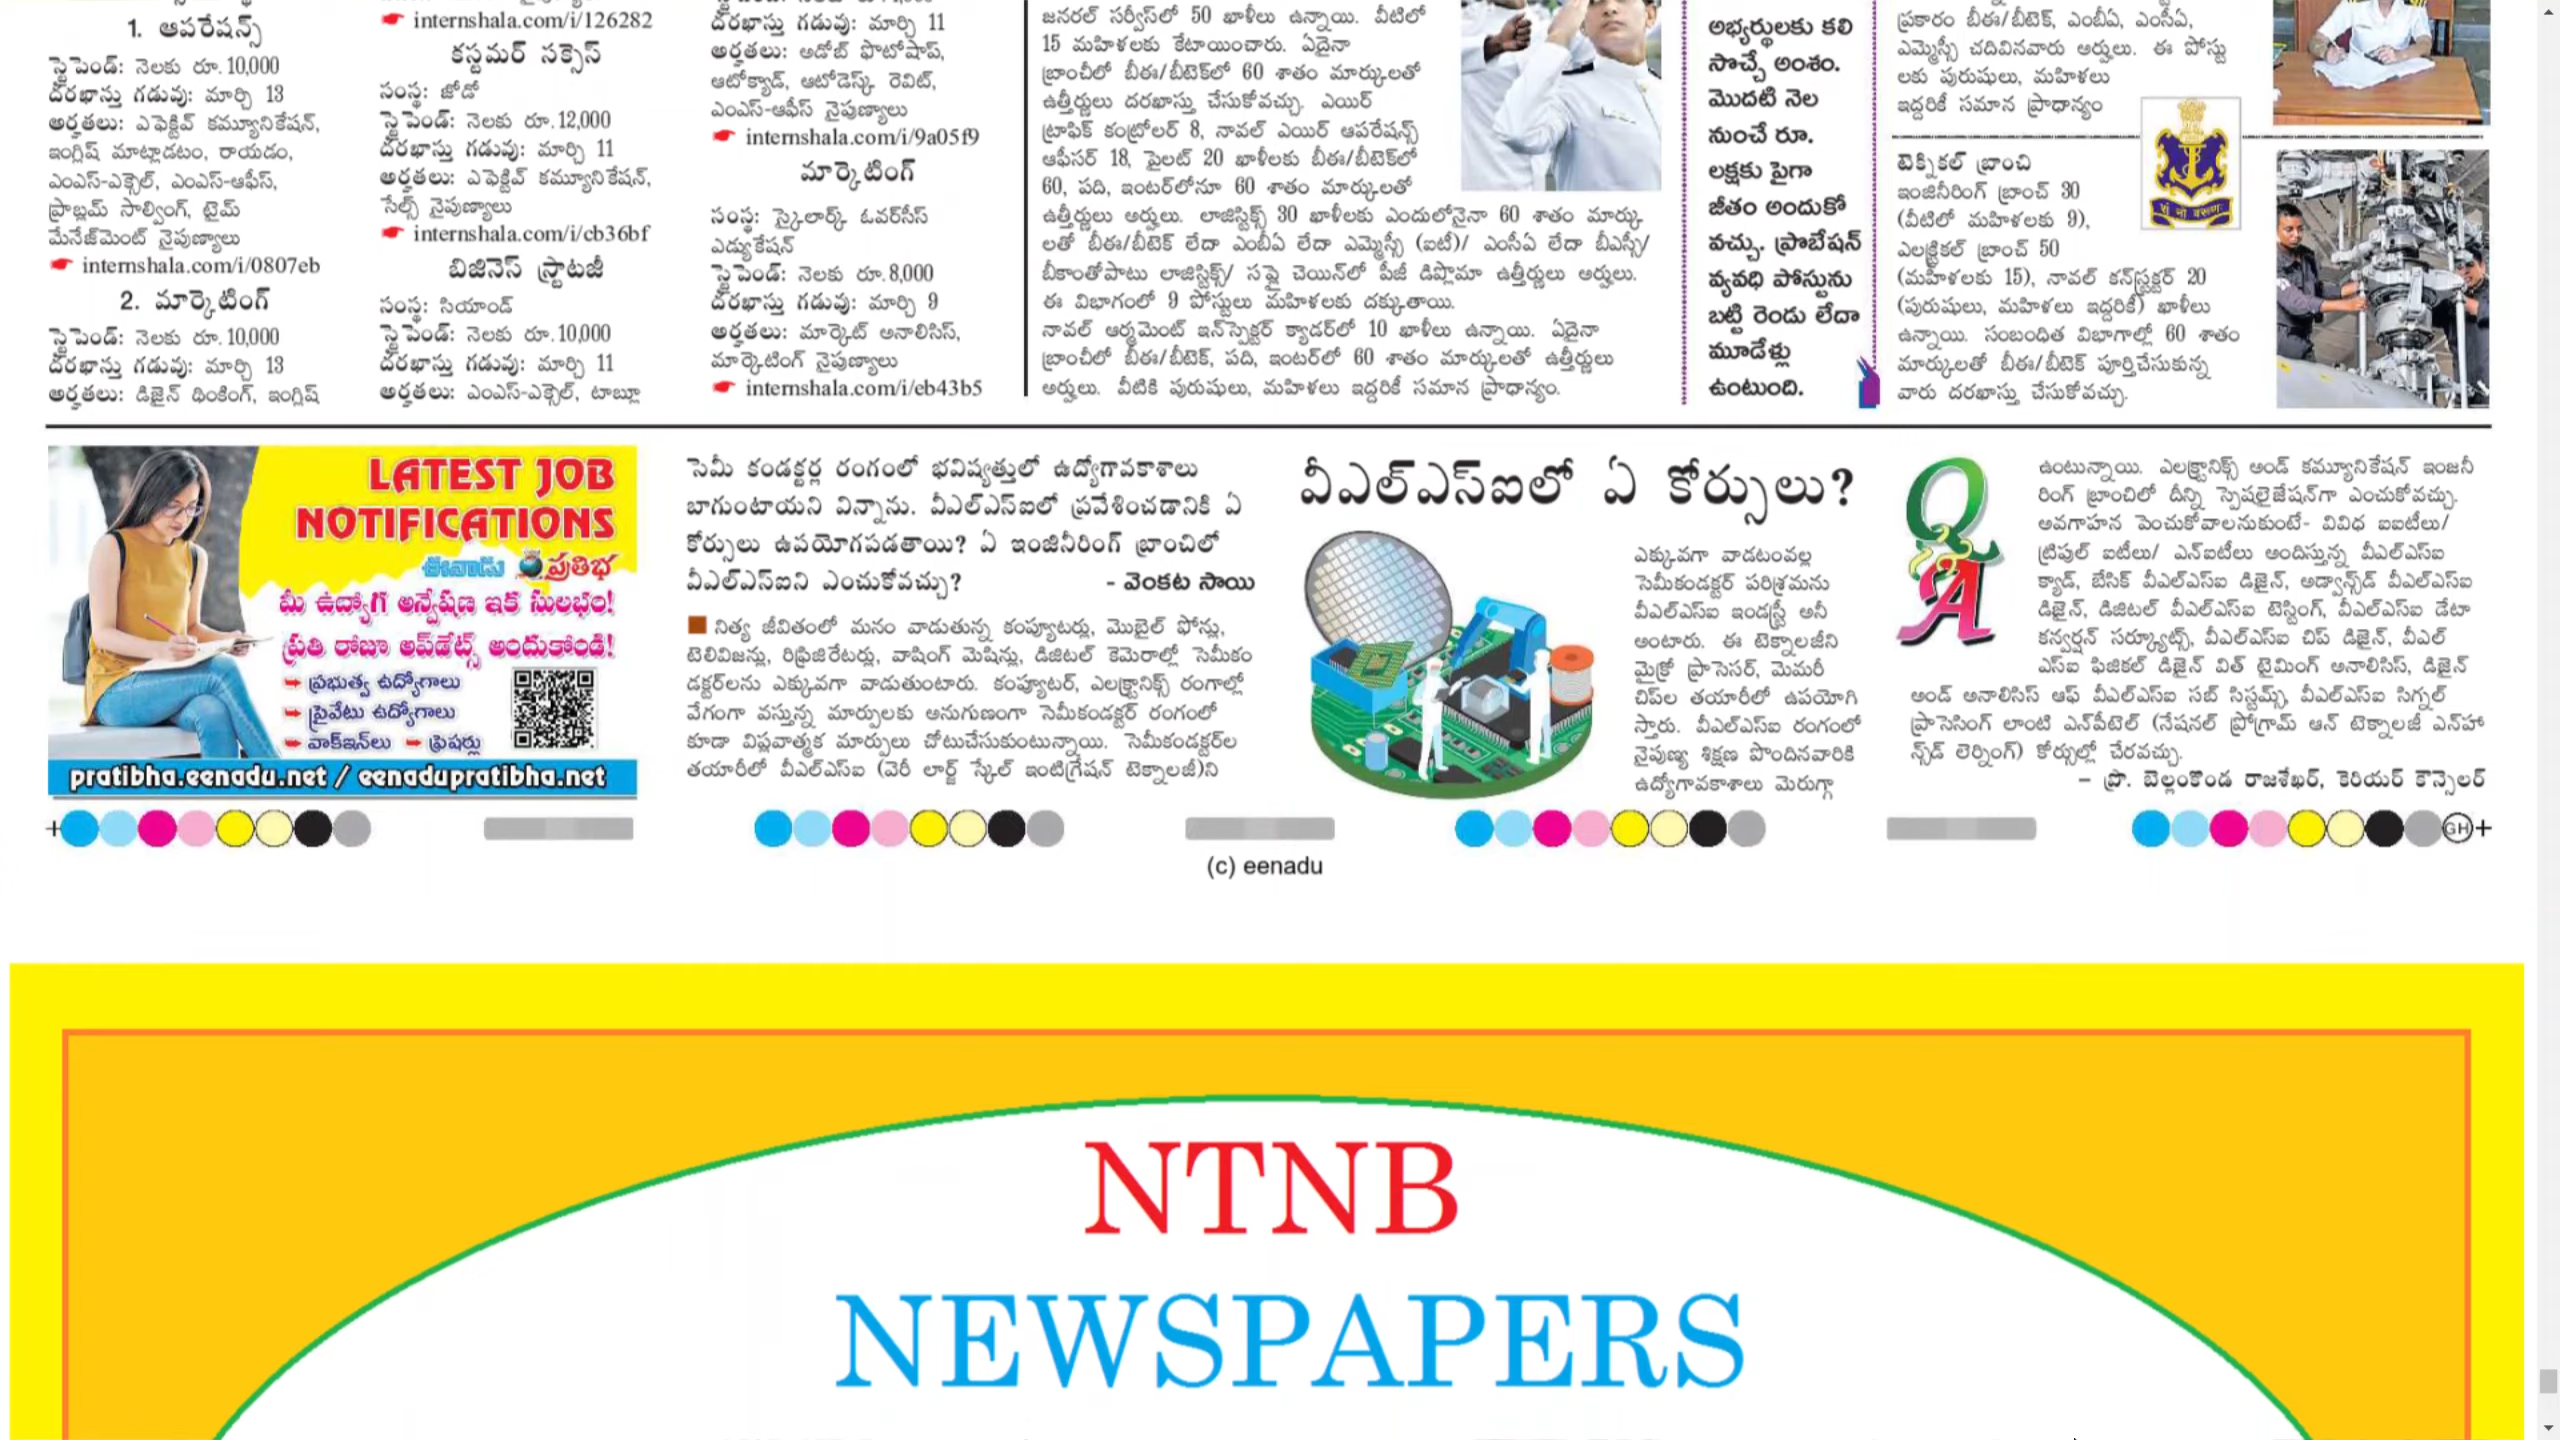 1. ఆపరేషన్స్
స్టైపెండ్: నెలకు రూ.10,000
దరఖాస్తు గడువు: మార్చి 13
అర్హతలు: ఎఫెక్టివ్ కమ్యూనికేషన్,
ఇంగ్లిష్ మాట్లాడటం, రాయడం,
ఎంఎస్-ఎక్సెల్, ఎంఎస్-ఆఫీస్,
ప్రాబ్లమ్ సాల్వింగ్, టైమ్
మేనేజ్‌మెంట్ నైపుణ్యాలు
internshala.com/i/0807eb
2. మార్కెటింగ్
స్టైపెండ్: నెలకు రూ.10,000
దరఖాస్తు గడువు: మార్చి 13
అర్హతలు: డిజైన్ థింకింగ్, ఇంగ్లిష్
internshala.com/i/126282
కస్టమర్ సక్సెస్
సంస్థ: జోడో
స్టైపెండ్: నెలకు రూ.12,000
దరఖాస్తు గడువు: మార్చి 11
అర్హతలు: ఎఫెక్టివ్ కమ్యూనికేషన్,
సేల్స్ నైపుణ్యాలు
internshala.com/i/cb36bf
బిజినెస్ స్ట్రాటజీ
సంస్థ: సియాండ్
స్టైపెండ్: నెలకు రూ.10,000
దరఖాస్తు గడువు: మార్చి 11
అర్హతలు: ఎంఎస్-ఎక్సెల్, టాబ్లూ
దరఖాస్తు గడువు: మార్చి 11
అర్హతలు: అడోబ్ ఫొటోషాప్,
ఆటోక్యాడ్, ఆటోడెస్క్ రెవిట్,
ఎంఎస్-ఆఫీస్ నైపుణ్యాలు
internshala.com/i/9a05f9
మార్కెటింగ్
సంస్థ: స్కైలార్క్ ఓవర్‌సీస్
ఎడ్యుకేషన్
స్టైపెండ్: నెలకు రూ.8,000
దరఖాస్తు గడువు: మార్చి 9
అర్హతలు: మార్కెట్ అనాలిసిస్,
మార్కెటింగ్ నైపుణ్యాలు
internshala.com/i/eb43b5
జనరల్ సర్వీస్‌లో 50 ఖాళీలు ఉన్నాయి. వీటిలో
15 మహిళలకు కేటాయించారు. ఏదైనా
బ్రాంచీలో బీఈ/బీటెక్‌లో 60 శాతం మార్కులతో
ఉత్తీర్ణులు దరఖాస్తు చేసుకోవచ్చు. ఎయిర్
ట్రాఫిక్ కంట్రోలర్ 8, నావల్ ఎయిర్ ఆపరేషన్స్
ఆఫీసర్ 18, పైలట్ 20 ఖాళీలకు బీఈ/బీటెక్‌లో
60, పది, ఇంటర్‌లోనూ 60 శాతం మార్కులతో
ఉత్తీర్ణులు అర్హులు. లాజిస్టిక్స్ 30 ఖాళీలకు ఎందులోనైనా 60 శాతం మార్కు
లతో బీఈ/బీటెక్ లేదా ఎంబీఏ లేదా ఎమ్మెస్సీ (ఐటీ)/ ఎంసీఏ లేదా బీఎస్సీ/
బీకాంతోపాటు లాజిస్టిక్స్/ సప్లై చెయిన్‌లో పీజీ డిప్లొమా ఉత్తీర్ణులు అర్హులు.
ఈ విభాగంలో 9 పోస్టులు మహిళలకు దక్కుతాయి.
నావల్ ఆర్మమెంట్ ఇన్‌స్పెక్టర్ క్యాడర్‌లో 10 ఖాళీలు ఉన్నాయి. ఏదైనా
బ్రాంచీలో బీఈ/బీటెక్, పది, ఇంటర్‌లో 60 శాతం మార్కులతో ఉత్తీర్ణులు
అర్హులు. వీటికి పురుషులు, మహిళలు ఇద్దరికీ సమాన ప్రాధాన్యం.
అభ్యర్థులకు కలి
సొచ్చే అంశం.
మొదటి నెల
నుంచే రూ.
లక్షకు పైగా
జీతం అందుకో
వచ్చు. ప్రొబేషన్
వ్యవధి పోస్టును
బట్టి రెండు లేదా
మూడేళ్లు
ఉంటుంది.
ప్రకారం బీఈ/బీటెక్, ఎంబీఏ, ఎంసీఏ,
ఎమ్మెస్సీ చదివినవారు అర్హులు. ఈ పోస్టు
లకు పురుషులు, మహిళలు
ఇద్దరికీ సమాన ప్రాధాన్యం
टెక్నికల్ బ్రాంచి
ఇంజినీరింగ్ బ్రాంచ్ 30
(వీటిలో మహిళలకు 9),
ఎలక్ట్రికల్ బ్రాంచ్ 50
(మహిళలకు 15), నావల్ కన్‌స్ట్రక్టర్ 20
(పురుషులు, మహిళలు ఇద్దరికీ) ఖాళీలు
ఉన్నాయి. సంబంధిత విభాగాల్లో 60 శాతం
మార్కులతో బీఈ/బీటెక్ పూర్తిచేసుకున్న
వారు దరఖాస్తు చేసుకోవచ్చు.
LATEST JOB
NOTIFICATIONS
ఈనాడు ప్రతిభ
మీ ఉద్యోగ అన్వేషణ ఇక సులభం!
ప్రతి రోజూ అప్‌డేట్స్ అందుకోండి!
ప్రభుత్వ ఉద్యోగాలు
ప్రైవేటు ఉద్యోగాలు
వాక్ఇన్‌లు ఫ్రెషర్లు
pratibha.eenadu.net / eenadupratibha.net
సెమీ కండక్టర్ల రంగంలో భవిష్యత్తులో ఉద్యోగావకాశాలు
బాగుంటాయని విన్నాను. వీఎల్ఎస్ఐలో ప్రవేశించడానికి ఏ
కోర్సులు ఉపయోగపడతాయి? ఏ ఇంజినీరింగ్ బ్రాంచిలో
వీఎల్ఎస్ఐని ఎంచుకోవచ్చు? - వెంకట సాయి
నిత్య జీవితంలో మనం వాడుతున్న కంప్యూటర్లు, మొబైల్ ఫోన్లు,
టెలివిజన్లు, రిఫ్రిజిరేటర్లు, వాషింగ్ మెషిన్లు, డిజిటల్ కెమెరాల్లో సెమీకం
డక్టర్‌లను ఎక్కువగా వాడుతుంటారు. కంప్యూటర్, ఎలక్ట్రానిక్స్ రంగాల్లో
వేగంగా వస్తున్న మార్పులకు అనుగుణంగా సెమీకండక్టర్ రంగంలో
కూడా విప్లవాత్మక మార్పులు చోటుచేసుకుంటున్నాయి. సెమీకండక్టర్‌ల
తయారీలో వీఎల్ఎస్ఐ (వెరీ లార్జ్ స్కేల్ ఇంటిగ్రేషన్ టెక్నాలజీ)ని
వీఎల్ఎస్ఐలో ఏ కోర్సులు?
ఎక్కువగా వాడటంవల్ల
సెమీకండక్టర్ పరిశ్రమను
వీఎల్ఎస్ఐ ఇండస్ట్రీ అనీ
అంటారు. ఈ టెక్నాలజీని
మైక్రో ప్రాసెసర్, మెమరీ
చిప్‌ల తయారీలో ఉపయోగి
స్తారు. వీఎల్ఎస్ఐ రంగంలో
నైపుణ్య శిక్షణ పొందినవారికి
ఉద్యోగావకాశాలు మెరుగ్గా
Q&A
ఉంటున్నాయి. ఎలక్ట్రానిక్స్ అండ్ కమ్యూనికేషన్ ఇంజనీ
రింగ్ బ్రాంచిలో దీన్ని స్పెషలైజేషన్‌గా ఎంచుకోవచ్చు.
అవగాహన పెంచుకోవాలనుకుంటే- వివిధ ఐఐటీలు/
ట్రిపుల్ ఐటీలు/ ఎన్ఐటీలు అందిస్తున్న వీఎల్ఎస్ఐ
క్యాడ్, బేసిక్ వీఎల్ఎస్ఐ డిజైన్, అడ్వాన్స్‌డ్ వీఎల్ఎస్ఐ
డిజైన్, డిజిటల్ వీఎల్ఎస్ఐ టెస్టింగ్, వీఎల్ఎస్ఐ డేటా
కన్వర్షన్ సర్క్యూట్స్, వీఎల్ఎస్ఐ చిప్ డిజైన్, వీఎల్
ఎస్ఐ ఫిజికల్ డిజైన్ విత్ టైమింగ్ అనాలిసిస్, డిజైన్
అండ్ అనాలిసిస్ ఆఫ్ వీఎల్ఎస్ఐ సబ్ సిస్టమ్స్, వీఎల్ఎస్ఐ సిగ్నల్
ప్రాసెసింగ్ లాంటి ఎన్‌పీటెల్ (నేషనల్ ప్రోగ్రామ్ ఆన్ టెక్నాలజీ ఎన్‌హా
న్స్‌డ్ లెర్నింగ్) కోర్సుల్లో చేరవచ్చు.
– ప్రొ. బెల్లంకొండ రాజశేఖర్, కెరియర్ కౌన్సెలర్
GH
(c) eenadu
NTNB
NEWSPAPERS